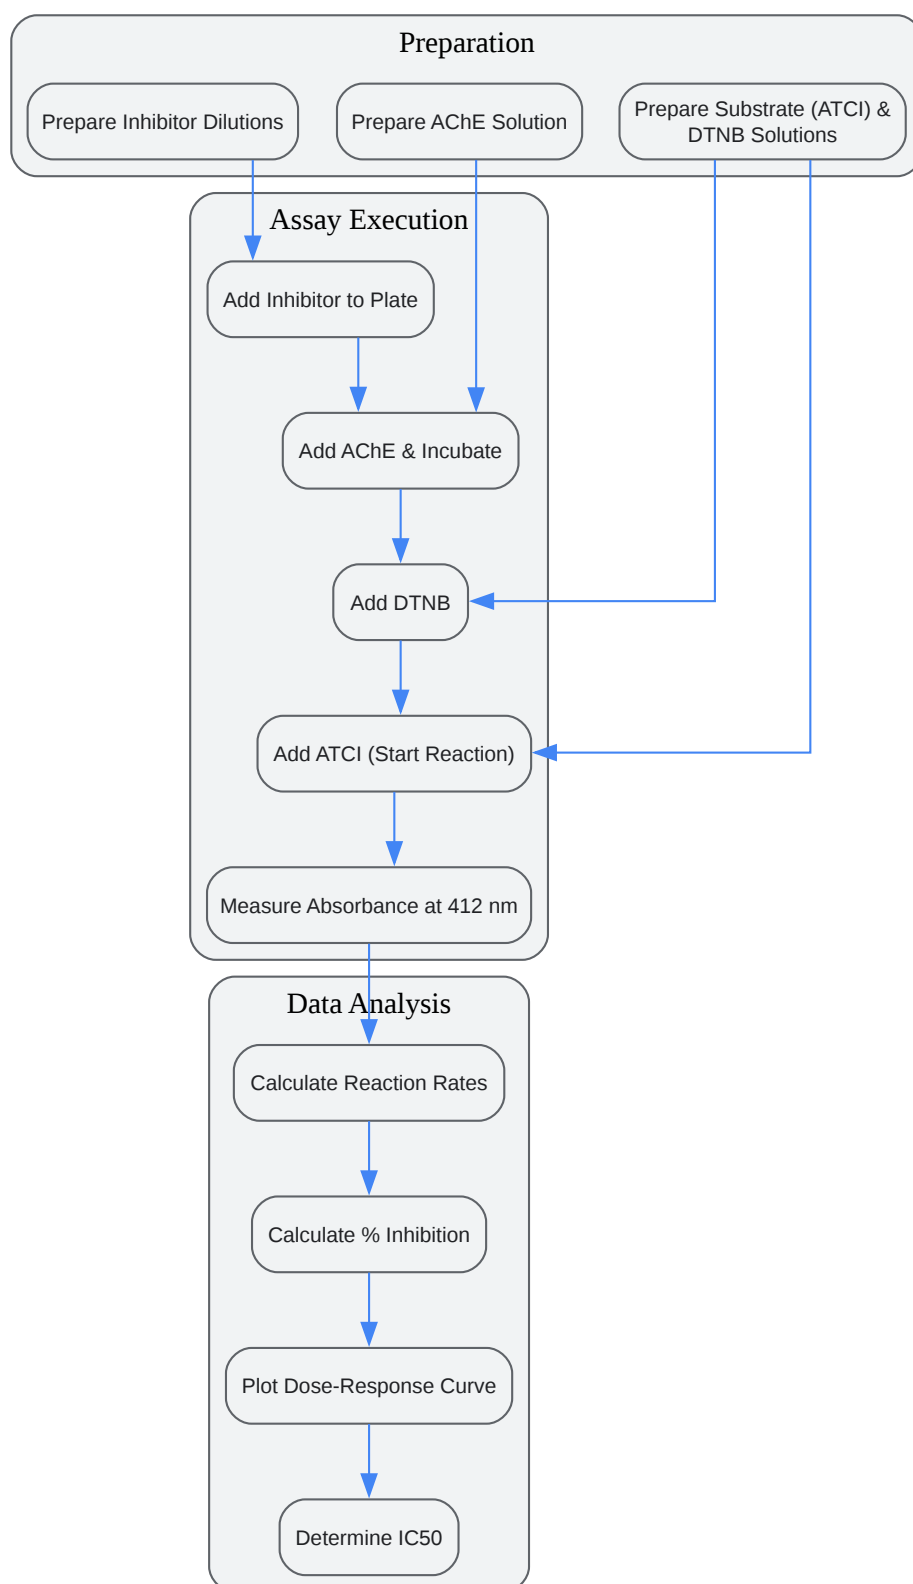 Preparation
Prepare Inhibitor Dilutions
Prepare AChE Solution
Prepare Substrate (ATCI) &
DTNB Solutions
Assay Execution
Add Inhibitor to Plate
Add AChE & Incubate
Add DTNB
Add ATCI (Start Reaction)
Measure Absorbance at 412 nm
Data Analysis
Calculate Reaction Rates
Calculate % Inhibition
Plot Dose-Response Curve
Determine IC50